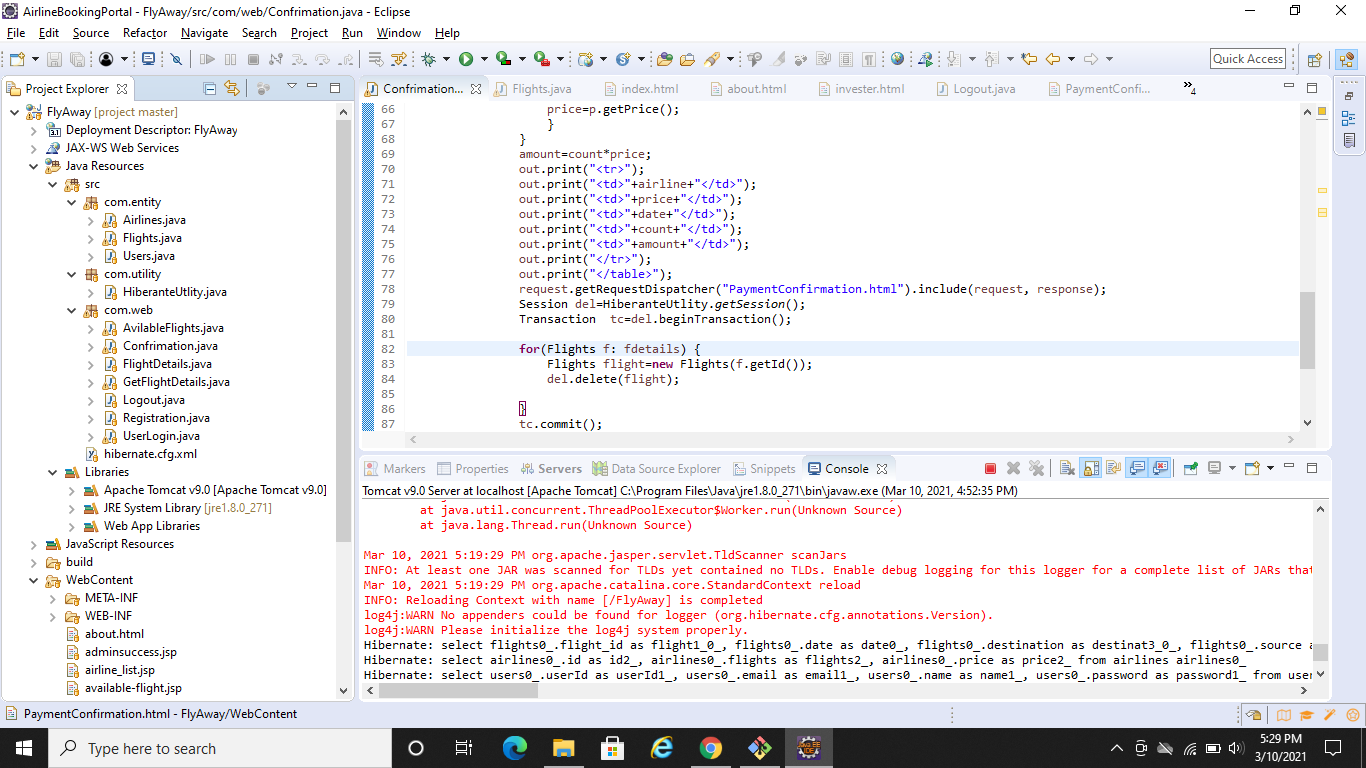 AirlineBookingPortal - FlyAway/src/com/web/Confrimation.java - Eclipse
File Edit Source Refactor Navigate Search Project Run Window Help
Quick Access
Project Explorer
FlyAway [project master]
Deployment Descriptor: FlyAway
JAX-WS Web Services
Java Resources
src
com.entity
Airlines.java
Flights.java
Users.java
com.utility
HiberanteUtlity.java
com.web
AvilableFlights.java
Confrimation.java
FlightDetails.java
GetFlightDetails.java
Logout.java
Registration.java
UserLogin.java
hibernate.cfg.xml
Libraries
Apache Tomcat v9.0 [Apache Tomcat v9.0]
JRE System Library [jre1.8.0_271]
Web App Libraries
JavaScript Resources
build
WebContent
META-INF
WEB-INF
about.html
adminsuccess.jsp
airline_list.jsp
available-flight.jsp
Confrimation... Flights.java index.html about.html invester.html Logout.java PaymentConfi... »4
66 price=p.getPrice();
67 }
68 }
69 amount=count*price;
70 out.print("<tr>");
71 out.print("<td>"+airline+"</td>");
72 out.print("<td>"+price+"</td>");
73 out.print("<td>"+date+"</td>");
74 out.print("<td>"+count+"</td>");
75 out.print("<td>"+amount+"</td>");
76 out.print("</tr>");
77 out.print("</table>");
78 request.getRequestDispatcher("PaymentConfirmation.html").include(request, response);
79 Session del=HiberanteUtlity.getSession();
80 Transaction tc=del.beginTransaction();
81
82 for(Flights f: fdetails) {
83 Flights flight=new Flights(f.getId());
84 del.delete(flight);
85
86 }
87 tc.commit();
Markers Properties Servers Data Source Explorer Snippets Console
Tomcat v9.0 Server at localhost [Apache Tomcat] C:\Program Files\Java\jre1.8.0_271\bin\javaw.exe (Mar 10, 2021, 4:52:35 PM)
at java.util.concurrent.ThreadPoolExecutor$Worker.run(Unknown Source)
at java.lang.Thread.run(Unknown Source)
Mar 10, 2021 5:19:29 PM org.apache.jasper.servlet.TldScanner scanJars
INFO: At least one JAR was scanned for TLDs yet contained no TLDs. Enable debug logging for this logger for a complete list of JARs that
Mar 10, 2021 5:19:29 PM org.apache.catalina.core.StandardContext reload
INFO: Reloading Context with name [/FlyAway] is completed
log4j:WARN No appenders could be found for logger (org.hibernate.cfg.annotations.Version).
log4j:WARN Please initialize the log4j system properly.
Hibernate: select flights0_.flight_id as flight1_0_, flights0_.date as date0_, flights0_.destination as destinat3_0_, flights0_.source a
Hibernate: select airlines0_.id as id2_, airlines0_.flights as flights2_, airlines0_.price as price2_ from airlines airlines0_
Hibernate: select users0_.userId as userId1_, users0_.email as email1_, users0_.name as name1_, users0_.password as password1_ from user
PaymentConfirmation.html - FlyAway/WebContent
Type here to search
5:29 PM
3/10/2021